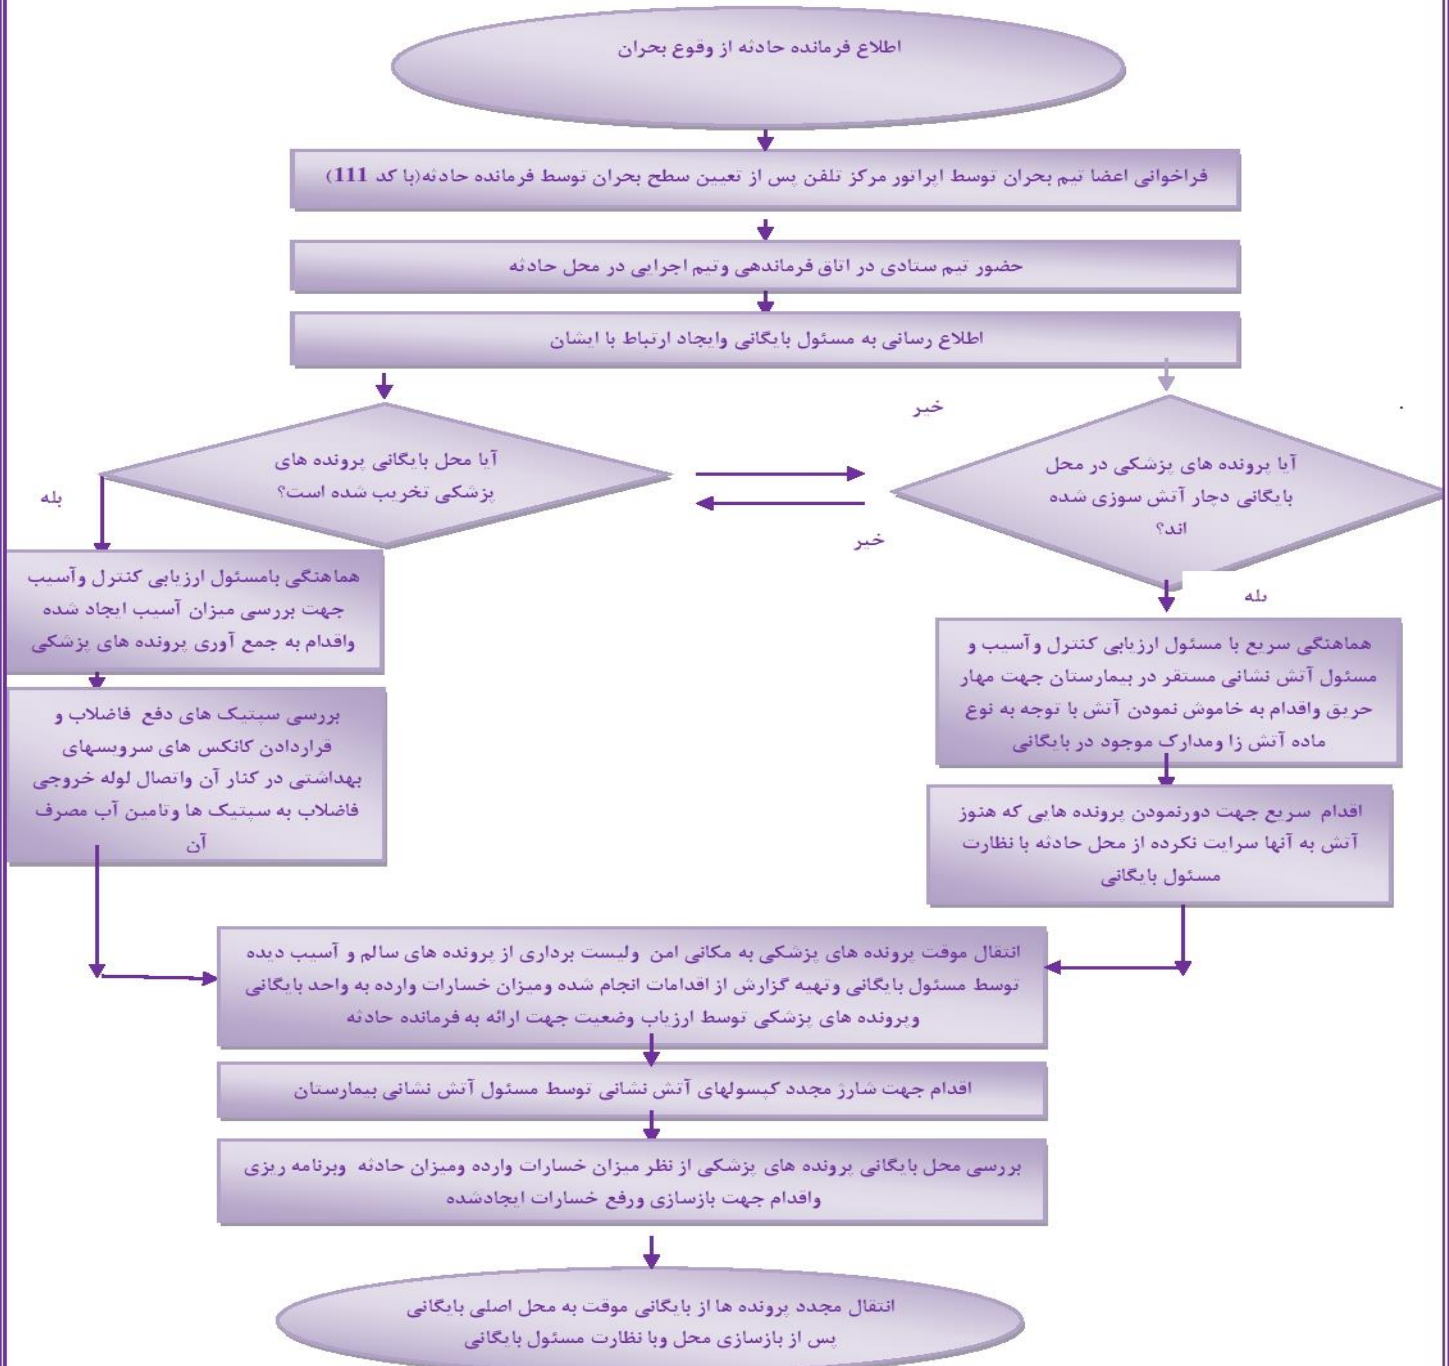 اطلاع فرمانده حادثه از وقوع بحران
فراخوانی اعضا تیم بحران توسط اپراتور مرکز تلفن پس از تعیین سطح بحران توسط فرمانده حادثه(با کد 111)
حضور تیم ستادی در اتاق فرماندهی وتیم اجرایی در محل حادثه
اطلاع رسانی به مسئول بایگانی وایجاد ارتباط با ایشان
خیر
آیا پرونده های پزشکی در محل
بایگانی دچار آتش سوزی شده
اند؟
آیا محل بایگانی پرونده های
پزشکی تخریب شده است؟
خیر
بله
بله
هماهنگی سریع با مسئول ارزیابی کنترل وآسیب و
مسئول آتش نشانی مستقر در بیمارستان جهت مهار
حریق واقدام به خاموش نمودن آتش با توجه به نوع
ماده آتش زا ومدارک موجود در بایگانی
اقدام سریع جهت دورنمودن پرونده هایی که هنوز
آتش به آنها سرایت نکرده از محل حادثه با نظارت
مسئول بایگانی
هماهنگی بامسئول ارزیابی کنترل وآسیب
جهت بررسی میزان آسیب ایجاد شده
واقدام به جمع آوری پرونده های پزشکی
بررسی سپتیک های دفع فاضلاب و
قراردادن کانکس های سرویسهای
بهداشتی در کنار آن واتصال لوله خروجی
فاضلاب به سپتیک ها وتامین آب مصرف
آن
انتقال موقت پرونده های پزشکی به مکانی امن ولیست برداری از پرونده های سالم و آسیب دیده
توسط مسئول بایگانی وتهیه گزارش از اقدامات انجام شده ومیزان خسارات وارده به واحد بایگانی
وپرونده های پزشکی توسط ارزیاب وضعیت جهت ارائه به فرمانده حادثه
اقدام جهت شارژ مجدد کپسولهای آتش نشانی توسط مسئول آتش نشانی بیمارستان
بررسی محل بایگانی پرونده های پزشکی از نظر میزان خسارات وارده ومیزان حادثه وبرنامه ریزی
واقدام جهت بازسازی ورفع خسارات ایجادشده
انتقال مجدد پرونده ها از بایگانی موقت به محل اصلی بایگانی
پس از بازسازی محل وبا نظارت مسئول بایگانی